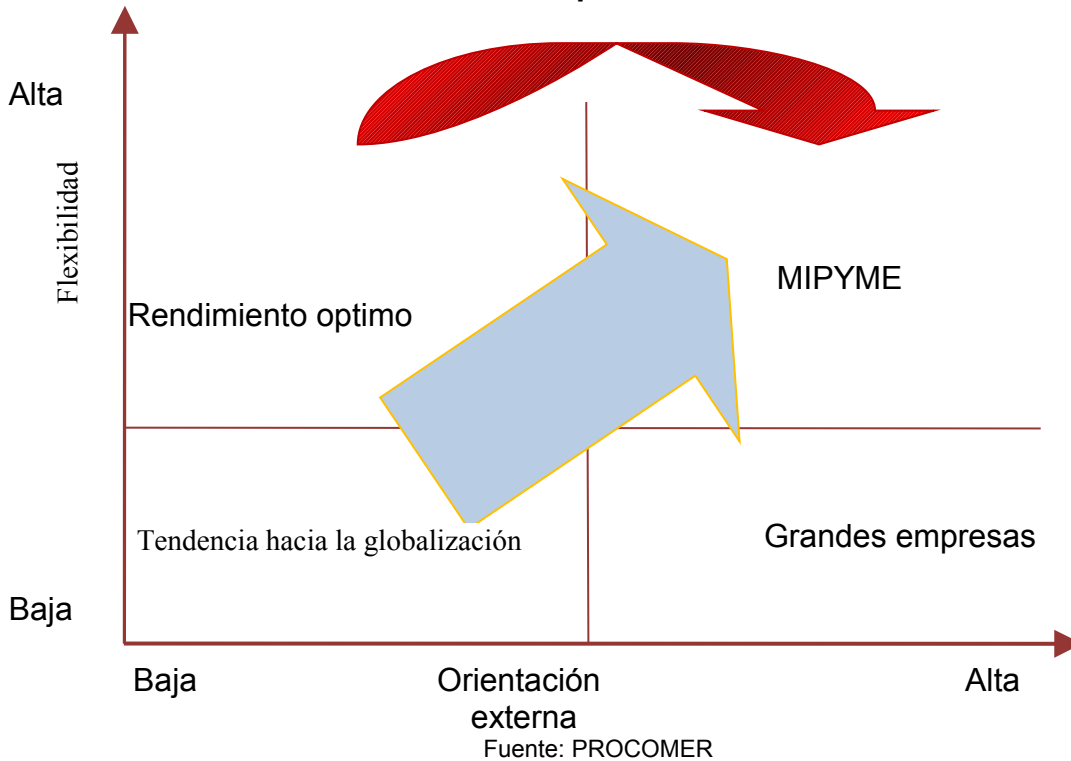 Alta
Flexibilidad
MIPYME
Rendimiento optimo
Tendencia hacia la globalización
Grandes empresas
Baja
Baja
Orientación
externa
Alta
Fuente: PROCOMER